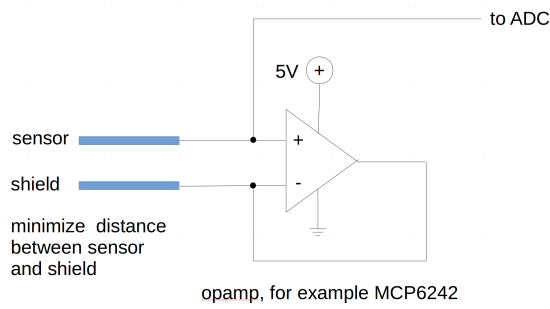 to ADC
5V +
sensor
+
shield
-
minimize distance
between sensor
and shield
opamp, for example MCP6242